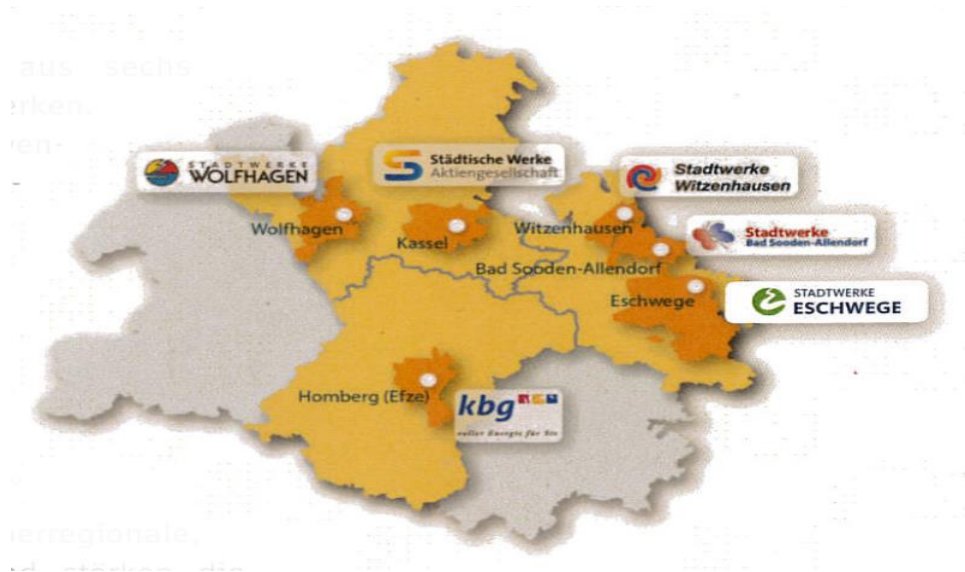 aus sechs
erken.
STADTWERKE
WOLFHAGEN
Städtische Werke
Aktiengesellschaft
Stadtwerke
Witzenhausen
Wolfhagen
Kassel
Witzenhausen
Stadtwerke
Bad Sooden-Allendorf
Bad Sooden-Allendorf
Eschwege
STADTWERKE
ESCHWEGE
Homberg (Efze)
kbg
voller Energie für Sie
erregionale,
stärken die